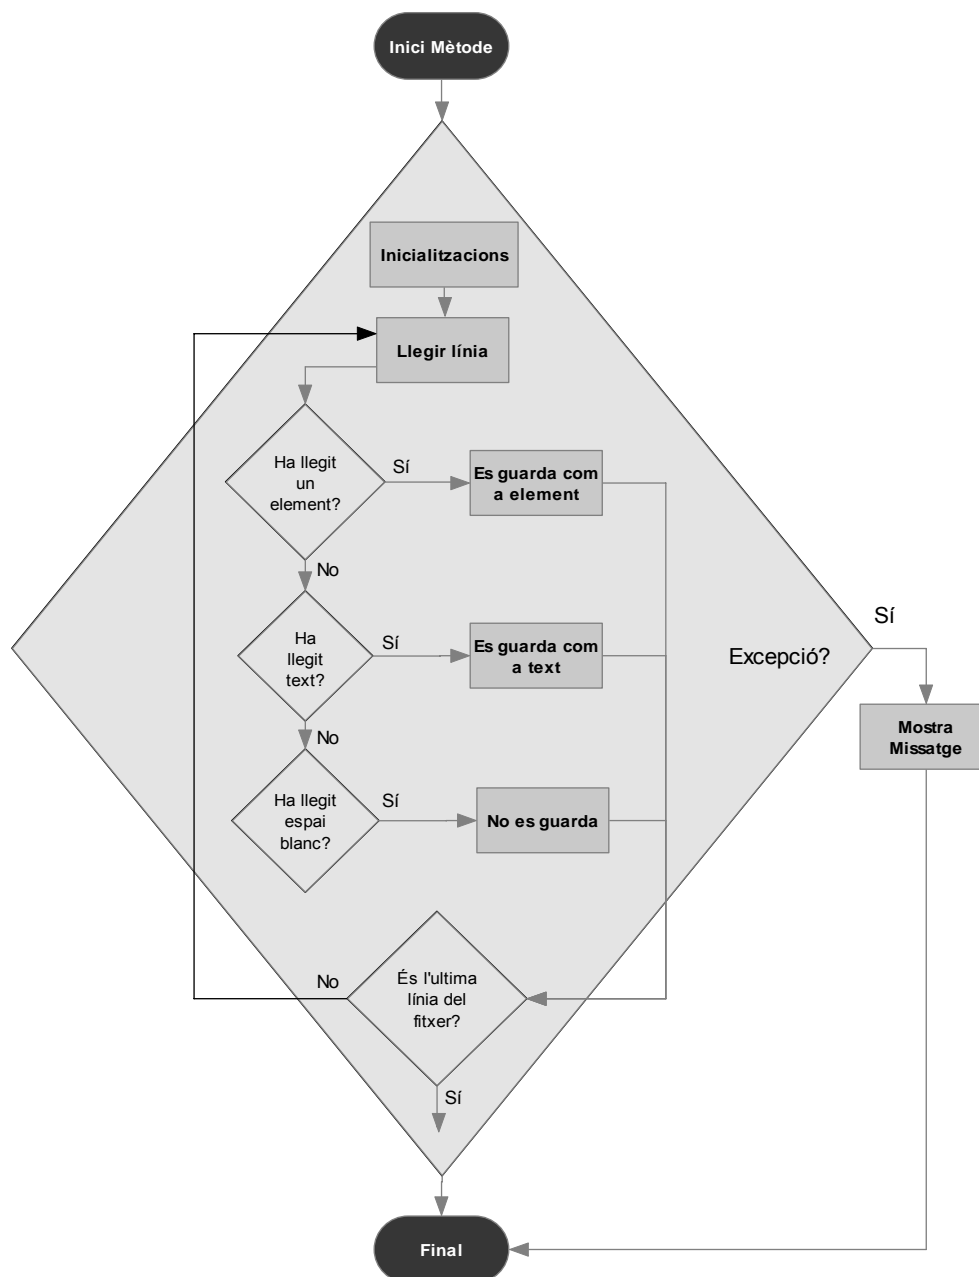 Inici Mètode
Inicialitzacions
Llegir línia
Ha llegit
un
element?
Sí
Es guarda com
a element
No
Ha
llegit
text?
Sí
Es guarda com
a text
Excepció?
Sí
Mostra
Missatge
No
Ha llegit
espai
blanc?
Sí
No es guarda
És l'ultima
línia del
fitxer?
No
Sí
Final